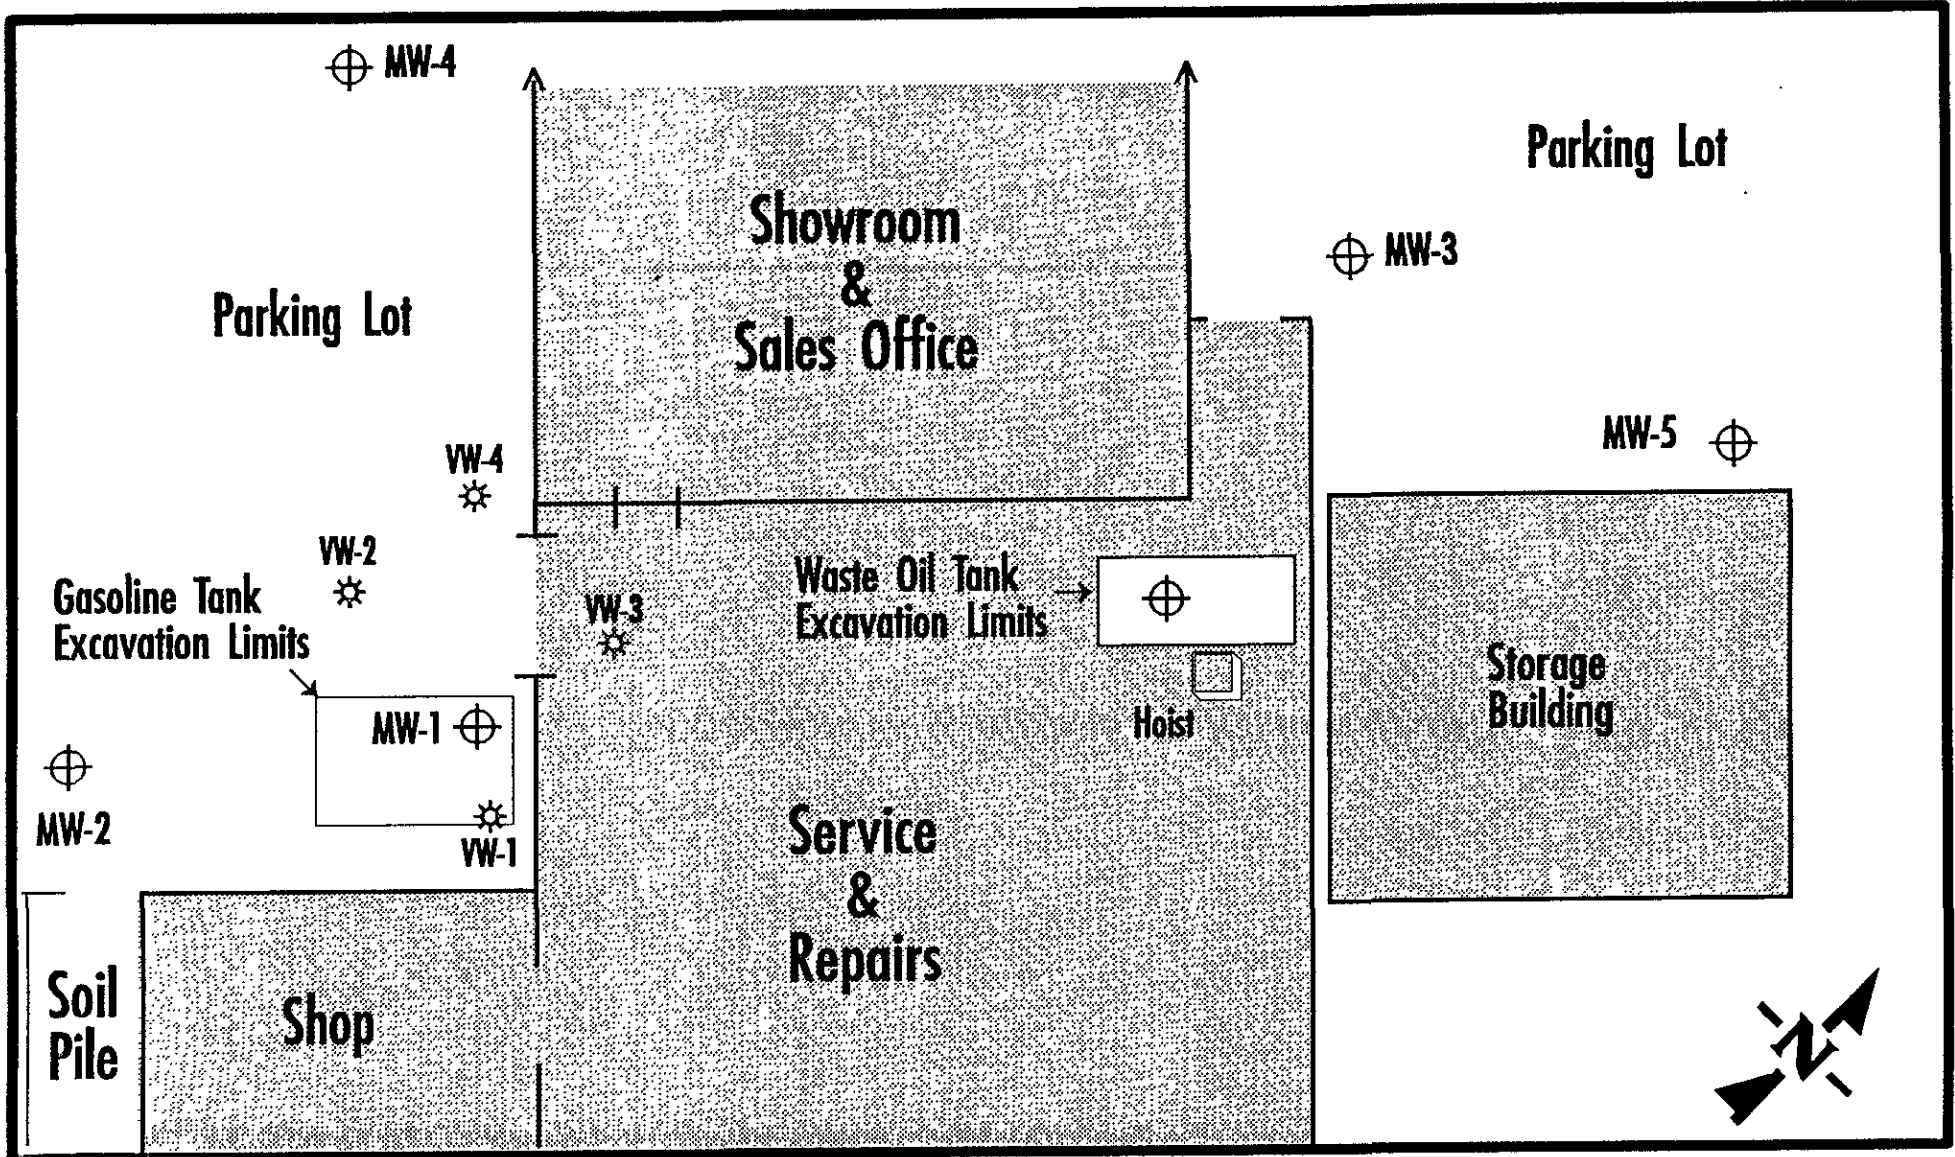 MW-4
Parking Lot
Showroom
&
Sales Office
MW-3
Parking Lot
MW-5
VW-4
VW-2
Gasoline Tank
Excavation Limits
VW-3
Waste Oil Tank
Excavation Limits
Storage
Building
Hoist
MW-1
MW-2
VW-1
Service
&
Repairs
Soil
Pile
Shop
N